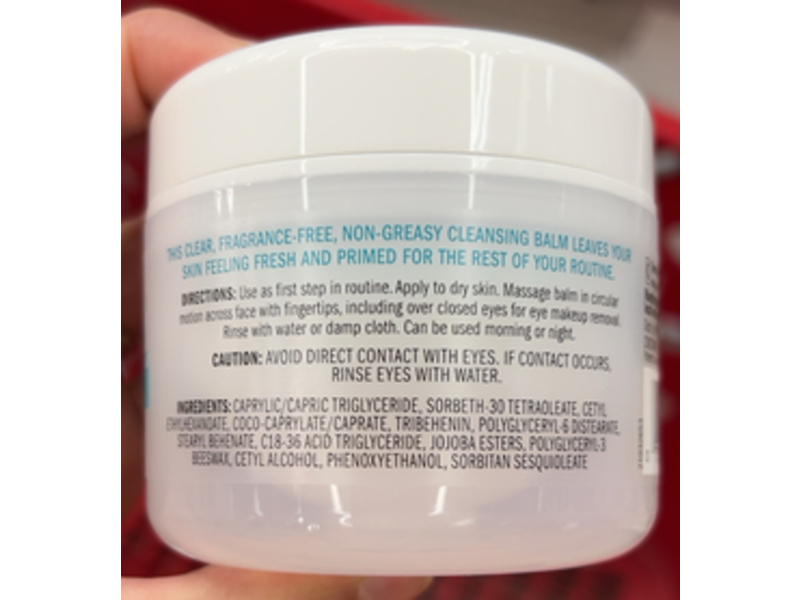 THIS CLEAR, FRAGRANCE-FREE, NON-GREASY CLEANSING BALM LEAVES YOUR
SKIN FEELING FRESH AND PRIMED FOR THE REST OF YOUR ROUTINE.
DIRECTIONS: Use as first step in routine. Apply to dry skin. Massage balm in circular
motion across face with fingertips, including over closed eyes for eye makeup removal.
Rinse with water or damp cloth. Can be used morning or night.
CAUTION: AVOID DIRECT CONTACT WITH EYES. IF CONTACT OCCURS,
RINSE EYES WITH WATER.
INGREDIENTS: CAPRYLIC/CAPRIC TRIGLYCERIDE, SORBETH-30 TETRAOLEATE, CETYL
ETHYLHEXANOATE, COCO-CAPRYLATE/CAPRATE, TRIBEHENIN, POLYGLYCERYL-6 DISTEARATE,
STEARYL BEHENATE, C18-36 ACID TRIGLYCERIDE, JOJOBA ESTERS, POLYGLYCERYL-3
BEESWAX, CETYL ALCOHOL, PHENOXYETHANOL, SORBITAN SESQUIOLEATE